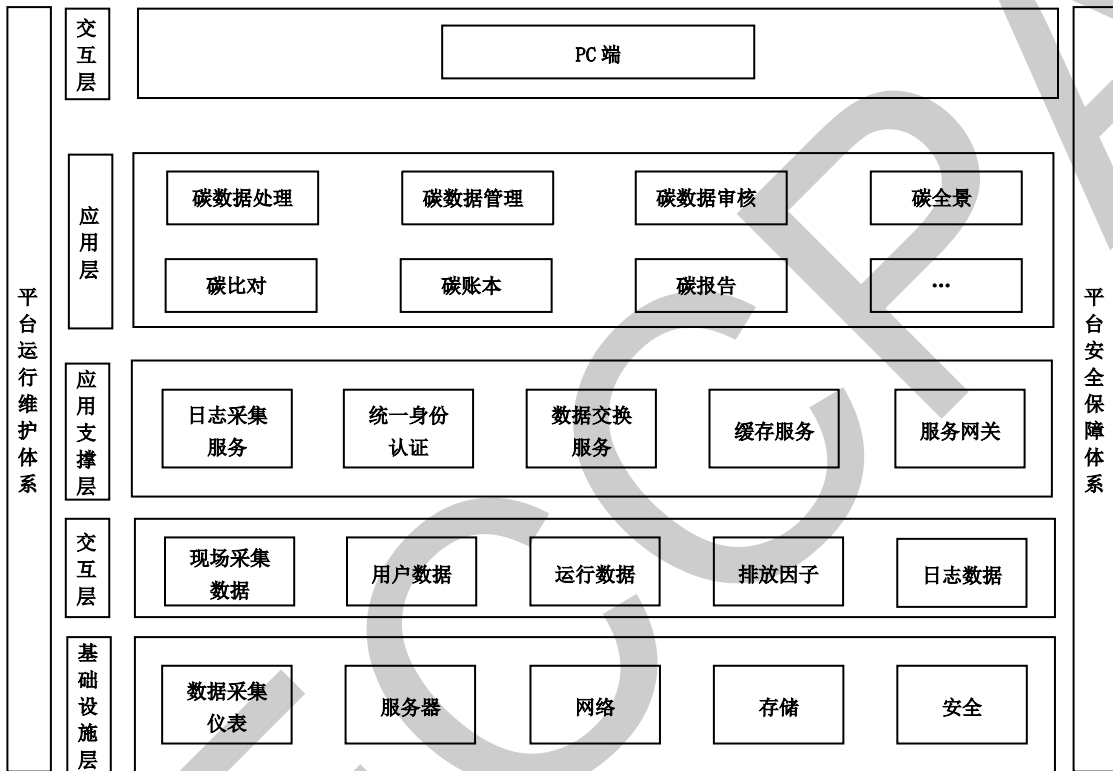 平台运行维护体系
交互层
PC 端
应用层
碳数据处理
碳数据管理
碳数据审核
碳全景
碳比对
碳账本
碳报告
…
应用支撑层
日志采集
服务
统一身份
认证
数据交换
服务
缓存服务
服务网关
交互层
现场采集
数据
用户数据
运行数据
排放因子
日志数据
基础设施层
数据采集
仪表
服务器
网络
存储
安全
平台安全保障体系